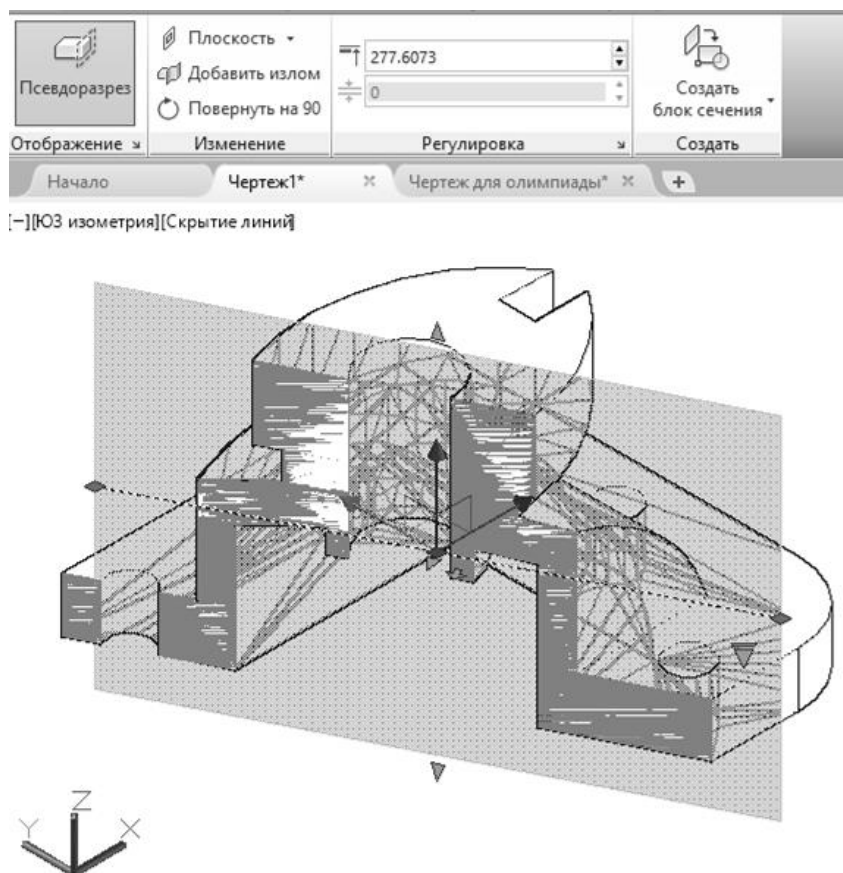 Псевдоразрез
Плоскость
Добавить излом
Повернуть на 90
277.6073
0
Создать
блок сечения
Отображение
Изменение
Регулировка
Создать
Начало
Чертеж1*
Чертеж для олимпиады*
[−][ЮЗ изометрия][Скрытие линий]
Z
Y
X